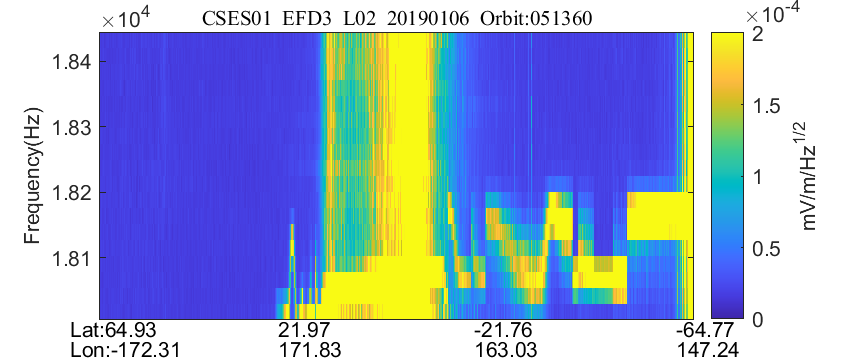 ×10⁴ CSES01 EFD3 L02 20190106 Orbit:051360 ×10⁻⁴
Frequency(Hz)
1.84
1.83
1.82
1.81
2
1.5
1
0.5
0
mV/m/Hz^1/2
Lat:64.93 21.97 -21.76 -64.77
Lon:-172.31 171.83 163.03 147.24